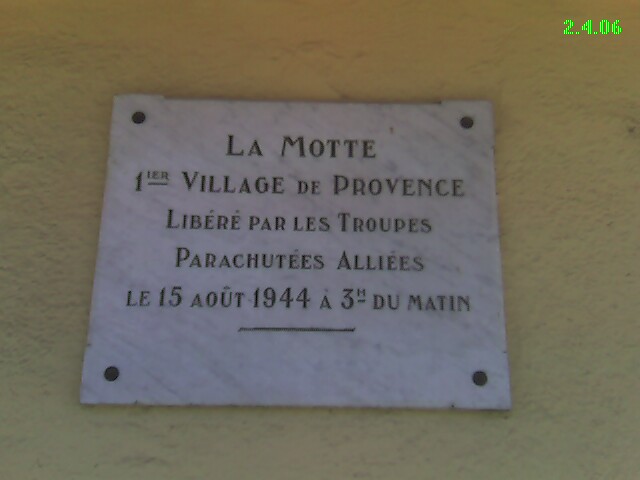 2.4.06
LA MOTTE
1IER VILLAGE DE PROVENCE
LIBÉRÉ PAR LES TROUPES
PARACHUTÉES ALLIÉES
LE 15 AOÛT 1944 À 3H DU MATIN